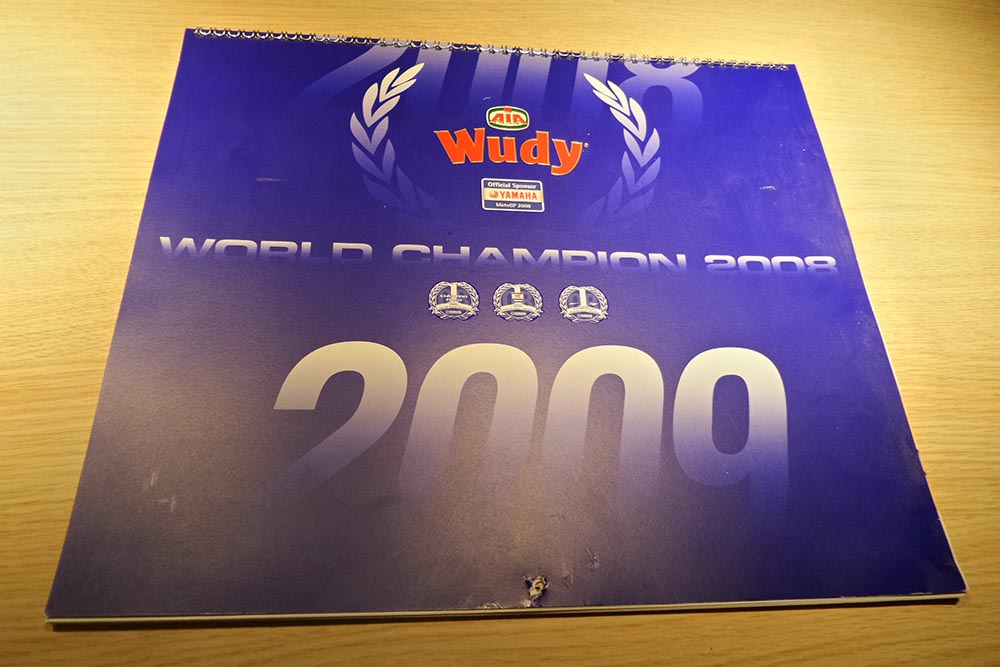 2008
AIA
Wudy®
Official Sponsor
YAMAHA
MotoGP 2008
WORLD CHAMPION 2008
2009